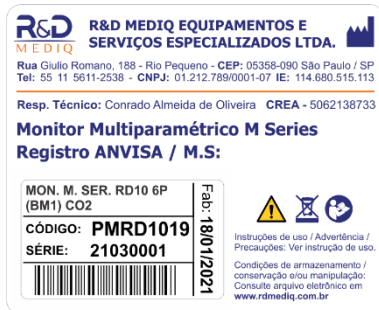 R&D
MEDIQ
R&D MEDIQ EQUIPAMENTOS E
SERVIÇOS ESPECIALIZADOS LTDA.
Rua Giulio Romano, 188 - Rio Pequeno - CEP: 05358-090 São Paulo / SP
Tel: 55 11 5611-2538 - CNPJ: 01.212.789/0001-07 IE: 114.680.515.113
Resp. Técnico: Conrado Almeida de Oliveira CREA - 5062138733
Monitor Multiparamétrico M Series
Registro ANVISA / M.S:
MON. M. SER. RD10 6P
(BM1) CO2
CÓDIGO: PMRD1019
SÉRIE: 21030001
Fab: 18/01/2021
Instruções de uso / Advertência /
Precauções: Ver instrução de uso.
Condições de armazenamento /
conservação e/ou manipulação:
Consulte arquivo eletrônico em
www.rdmediq.com.br